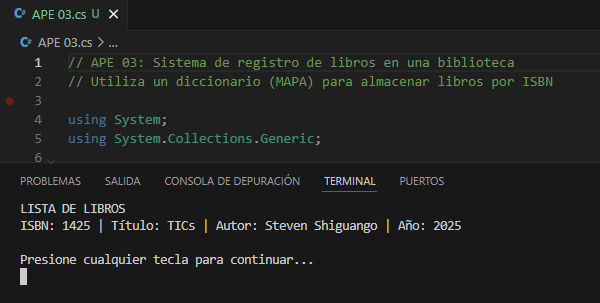 C# APE 03.cs U X
C# APE 03.cs > ...
1 // APE 03: Sistema de registro de libros en una biblioteca
2 // Utiliza un diccionario (MAPA) para almacenar libros por ISBN
3
4 using System;
5 using System.Collections.Generic;
6
PROBLEMAS SALIDA CONSOLA DE DEPURACIÓN TERMINAL PUERTOS
LISTA DE LIBROS
ISBN: 1425 | Título: TICs | Autor: Steven Shiguango | Año: 2025
Presione cualquier tecla para continuar...